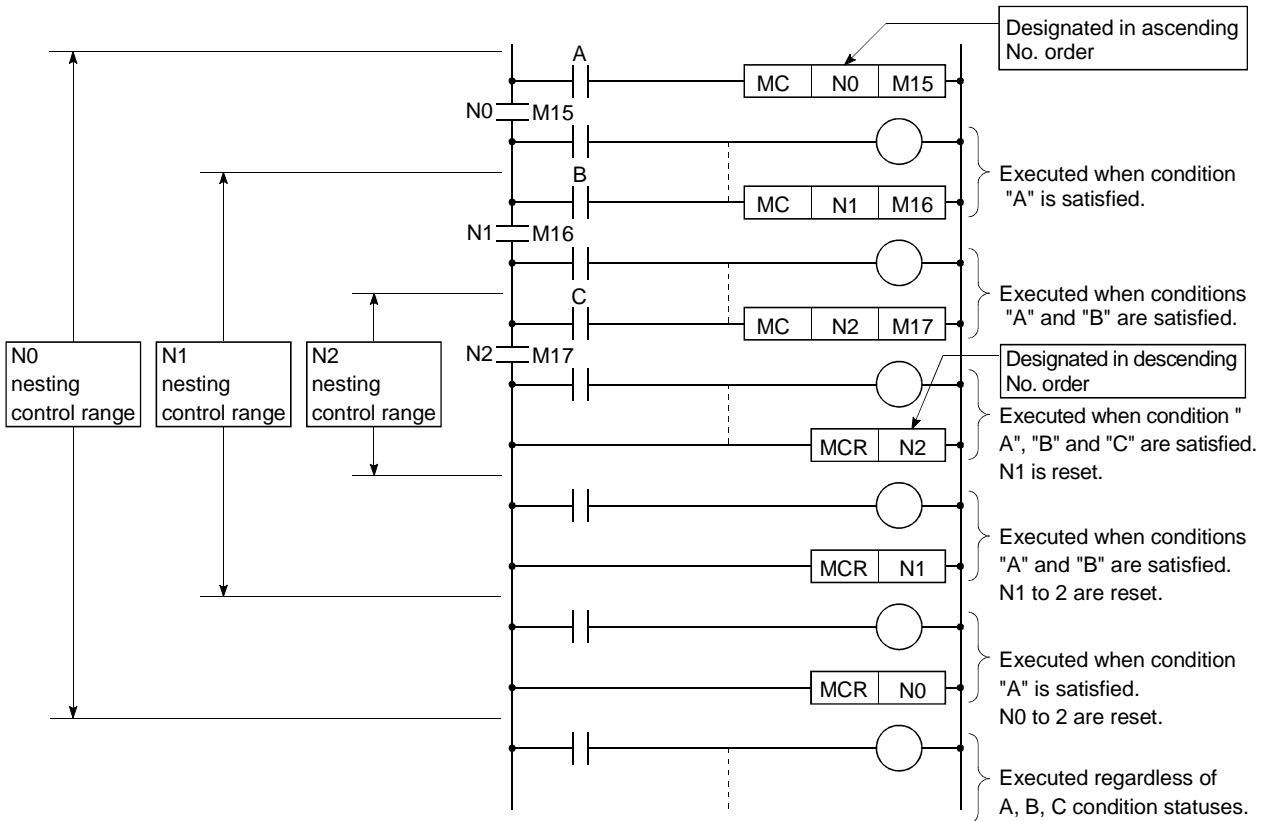 Designated in ascending
No. order
A
MC N0 M15
N0 M15
B
MC N1 M16
Executed when condition
"A" is satisfied.
N1 M16
C
MC N2 M17
Executed when conditions
"A" and "B" are satisfied.
N2 M17
N0
nesting
control range
N1
nesting
control range
N2
nesting
control range
Designated in descending
No. order
MCR N2
Executed when condition "
A", "B" and "C" are satisfied.
N1 is reset.
MCR N1
Executed when conditions
"A" and "B" are satisfied.
N1 to 2 are reset.
MCR N0
Executed when condition
"A" is satisfied.
N0 to 2 are reset.
Executed regardless of
A, B, C condition statuses.